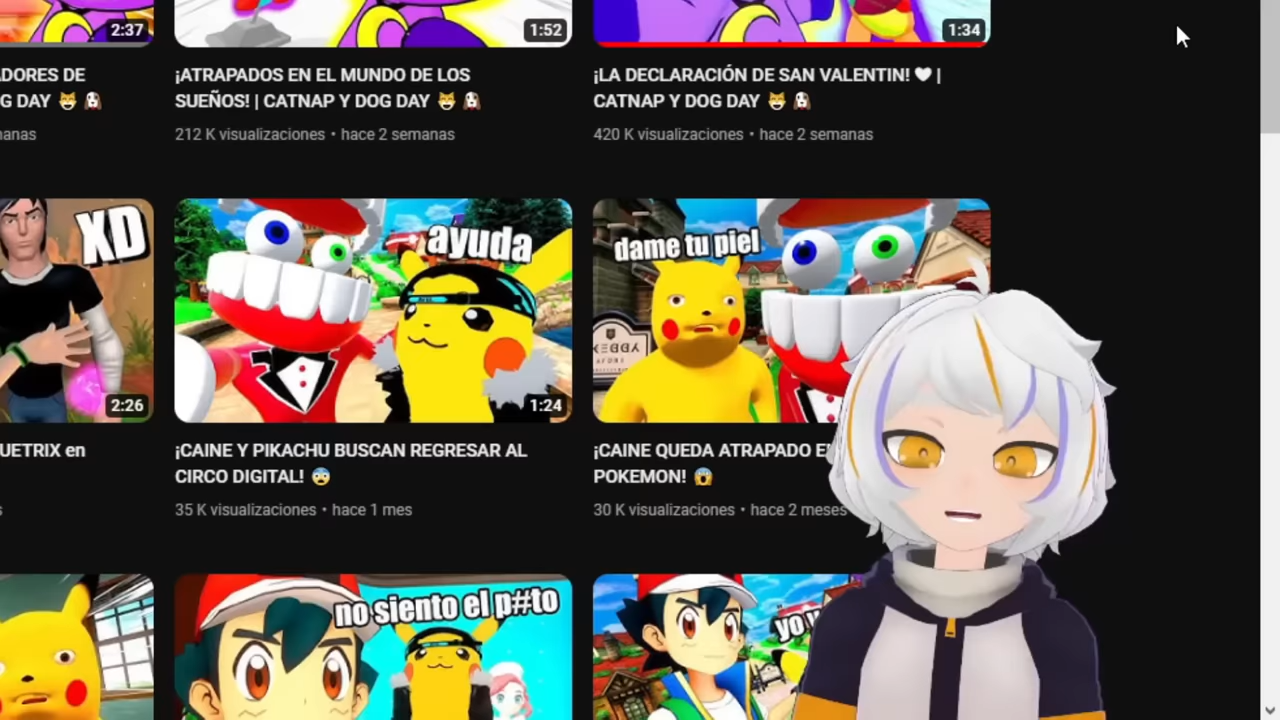 2:37
1:52
1:34
ADORES DE
G DAY 😸 🐶
¡ATRAPADOS EN EL MUNDO DE LOS
SUEÑOS! | CATNAP Y DOG DAY 😸 🐶
212 K visualizaciones • hace 2 semanas
¡LA DECLARACIÓN DE SAN VALENTIN! 🤍 |
CATNAP Y DOG DAY 😸 🐶
420 K visualizaciones • hace 2 semanas
anas
XD
2:26
ayuda
1:24
dame tu piel
UETRIX en
¡CAINE Y PIKACHU BUSCAN REGRESAR AL
CIRCO DIGITAL! 😨
35 K visualizaciones • hace 1 mes
¡CAINE QUEDA ATRAPADO
POKEMON! 😱
30 K visualizaciones • hace 2 meses
no siento el p#to
yo